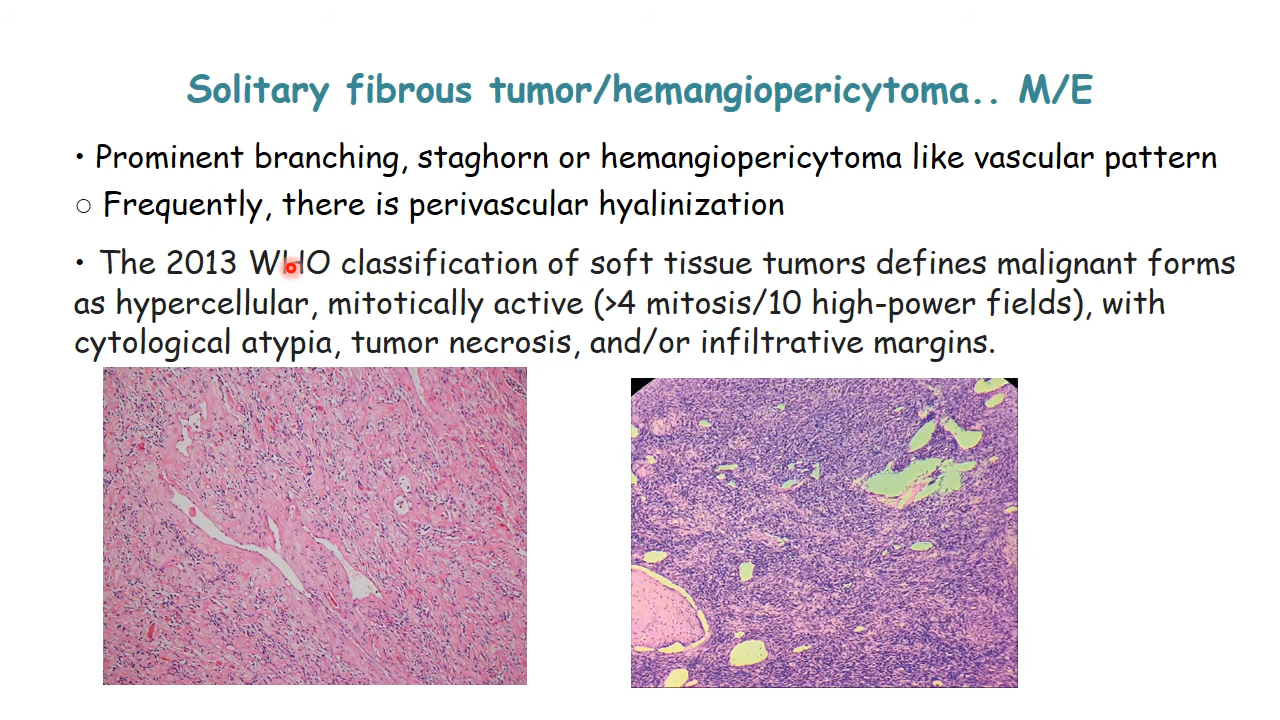 Solitary fibrous tumor/hemangiopericytoma.. M/E
• Prominent branching, staghorn or hemangiopericytoma like vascular pattern
○ Frequently, there is perivascular hyalinization
• The 2013 WHO classification of soft tissue tumors defines malignant forms
as hypercellular, mitotically active (>4 mitosis/10 high-power fields), with
cytological atypia, tumor necrosis, and/or infiltrative margins.